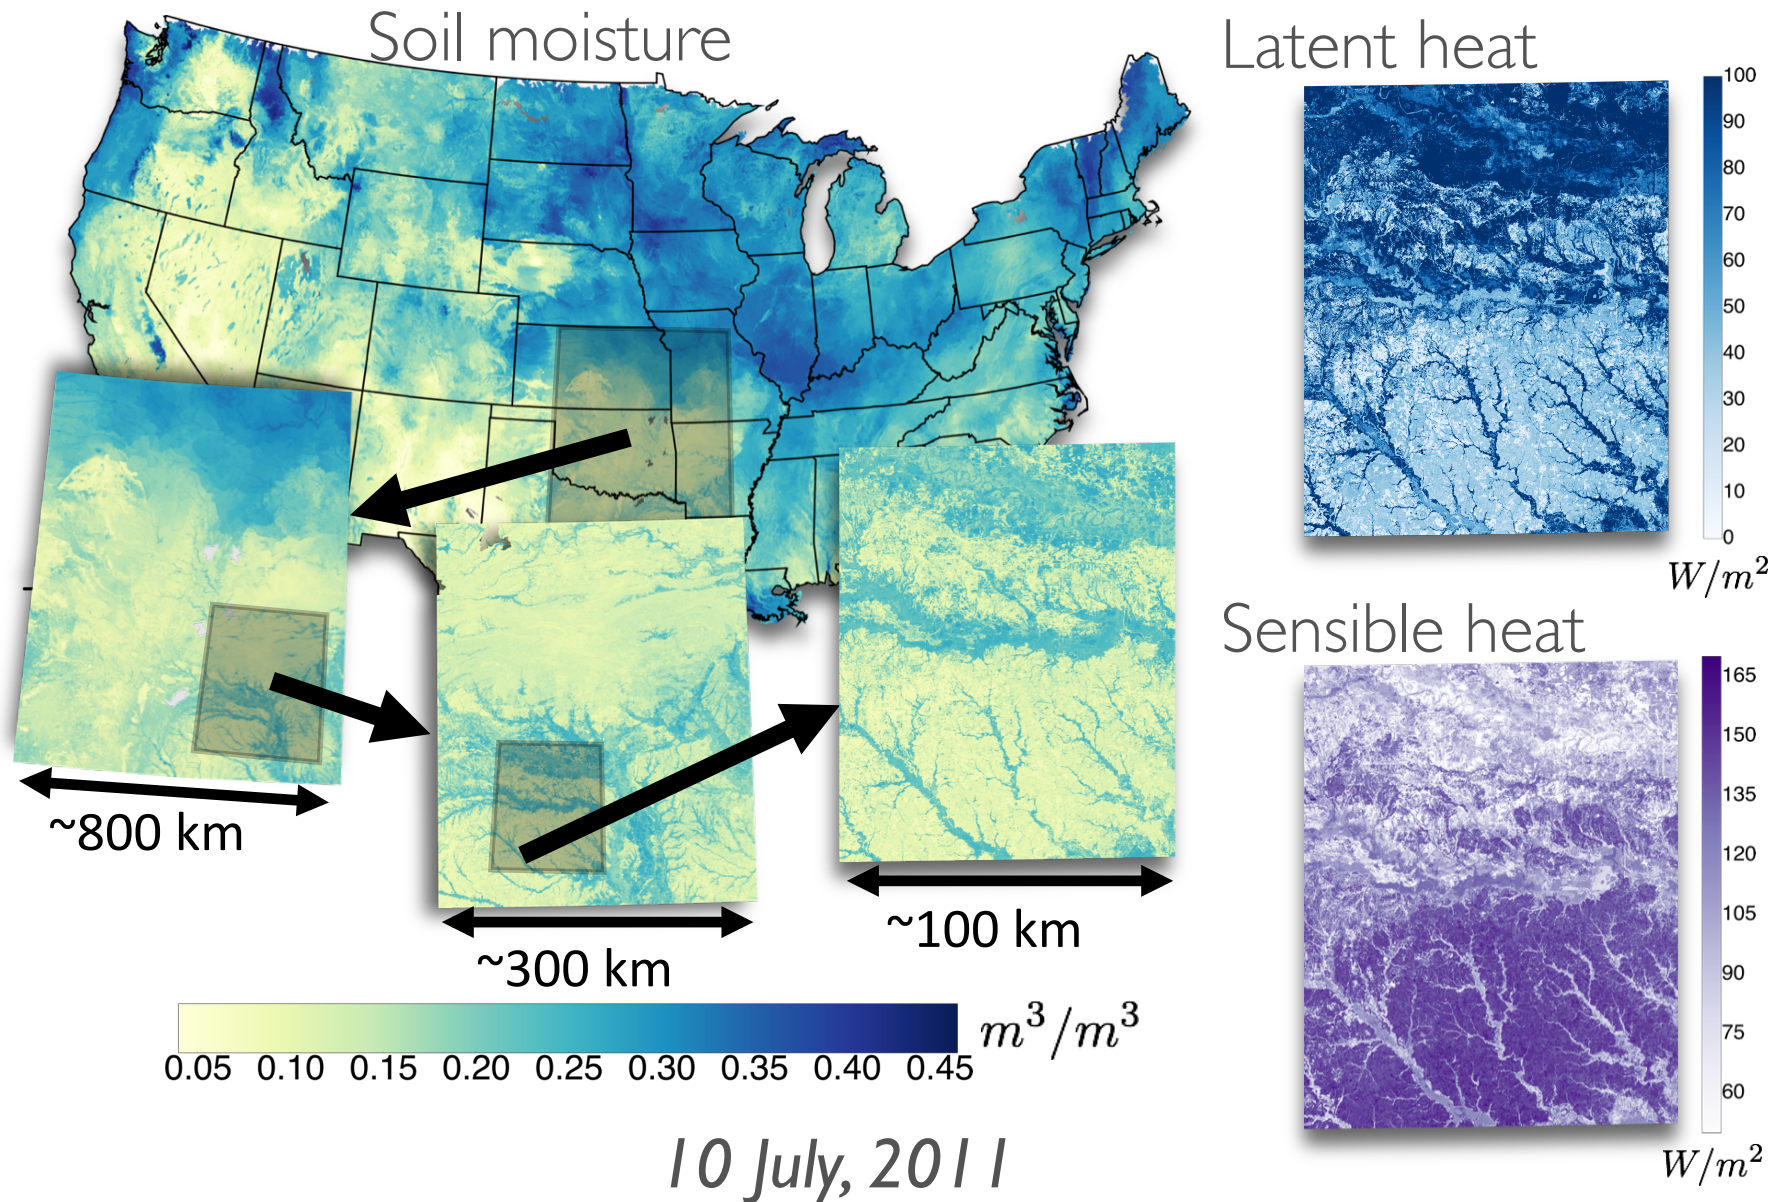 Soil moisture
Latent heat
100
90
80
70
60
50
40
30
20
10
0
W/m²
Sensible heat
165
150
135
120
105
90
75
60
W/m²
~800 km
~300 km
~100 km
0.05 0.10 0.15 0.20 0.25 0.30 0.35 0.40 0.45
m³/m³
10 July, 2011